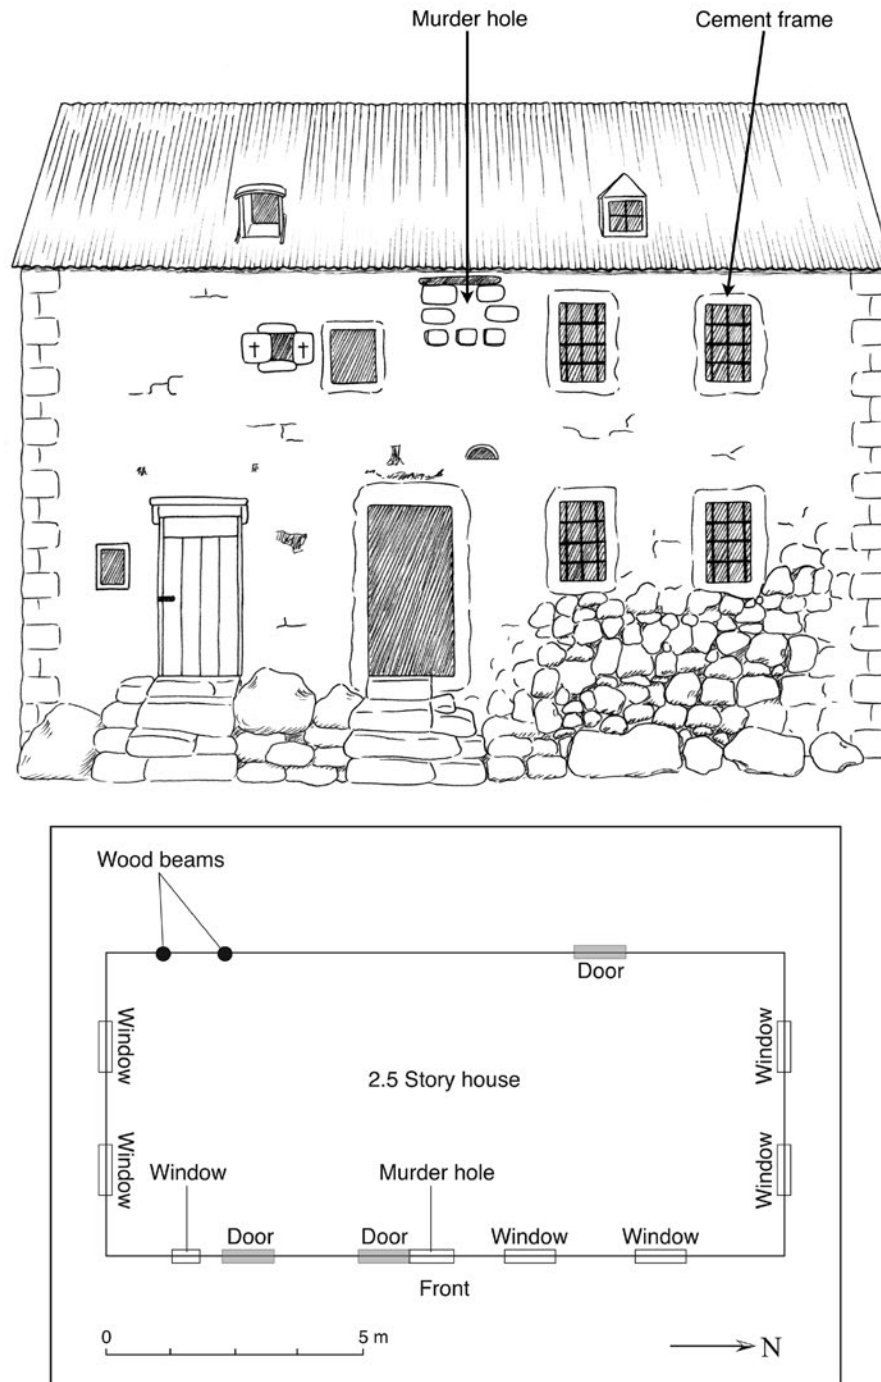 Murder hole
Cement frame
Wood beams
Door
Window
Window
2.5 Story house
Window
Window
Window
Murder hole
Door
Door
Window
Window
Front
0
5 m
N